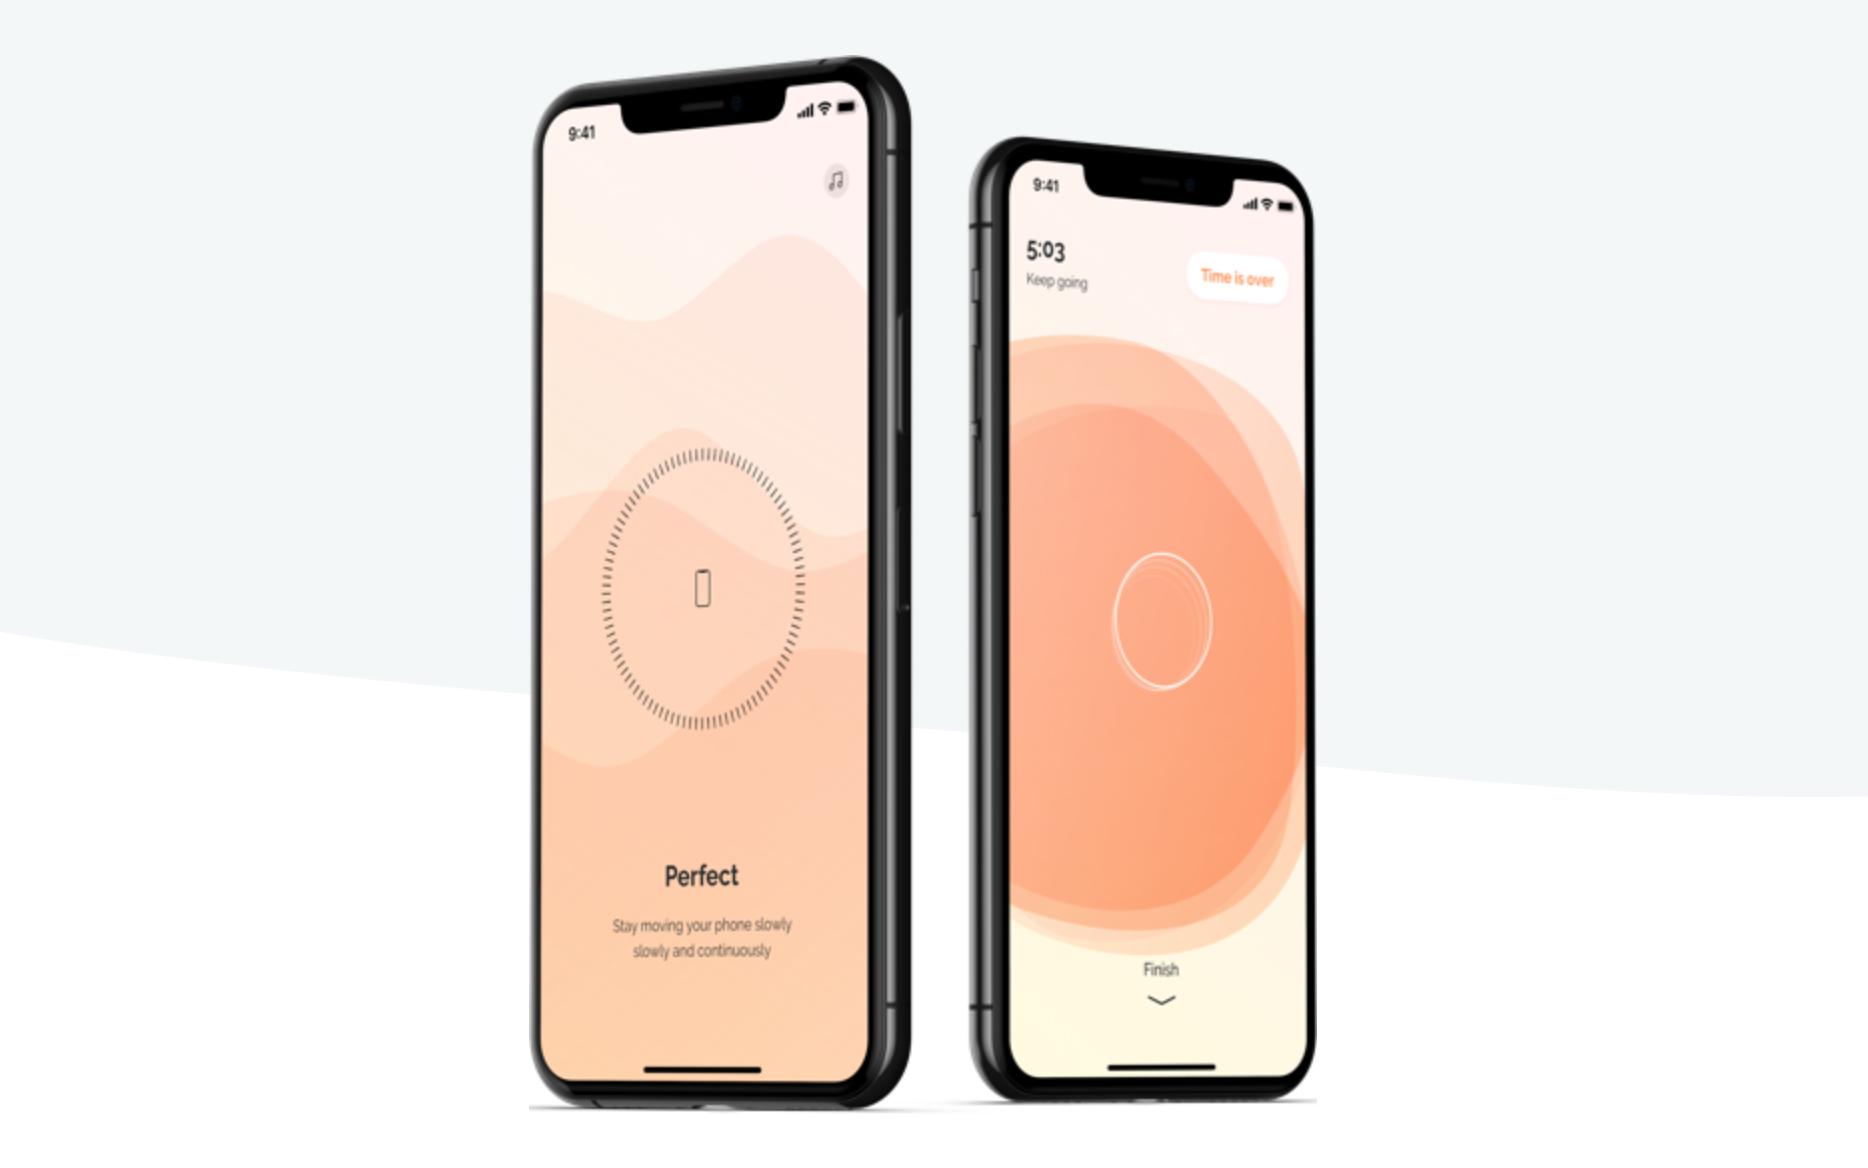 9:41
Perfect
Stay moving your phone slowly
slowly and continuously
9:41
5:03
Keep going
Time is over
Finish